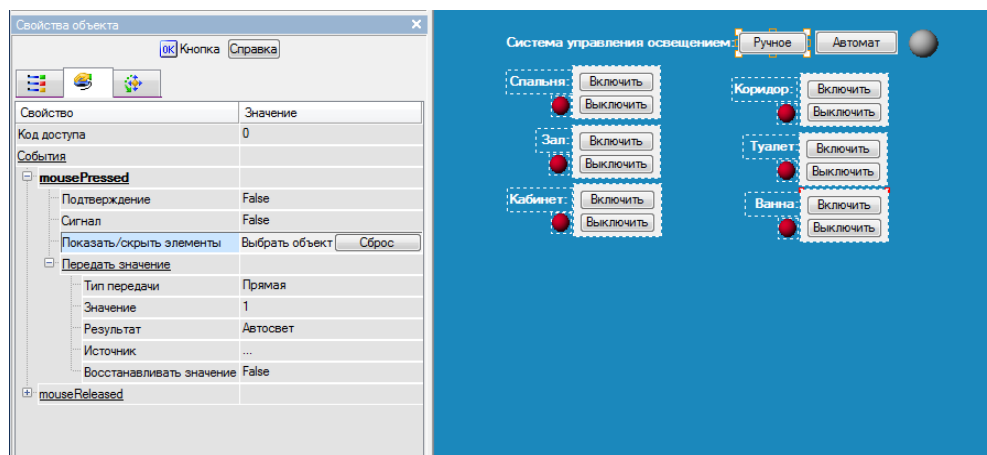 Свойства объекта
OK Кнопка Справка
Свойство Значение
Код доступа 0
События
mousePressed
Подтверждение False
Сигнал False
Показать/скрыть элементы Выбрать объект Сброс
Передать значение
Тип передачи Прямая
Значение 1
Результат Автосвет
Источник ...
Восстанавливать значение False
mouseReleased
Система управления освещением: Ручное Автомат
Спальня: Включить
Выключить
Коридор: Включить
Выключить
Зал: Включить
Выключить
Туалет: Включить
Выключить
Кабинет: Включить
Выключить
Ванна: Включить
Выключить